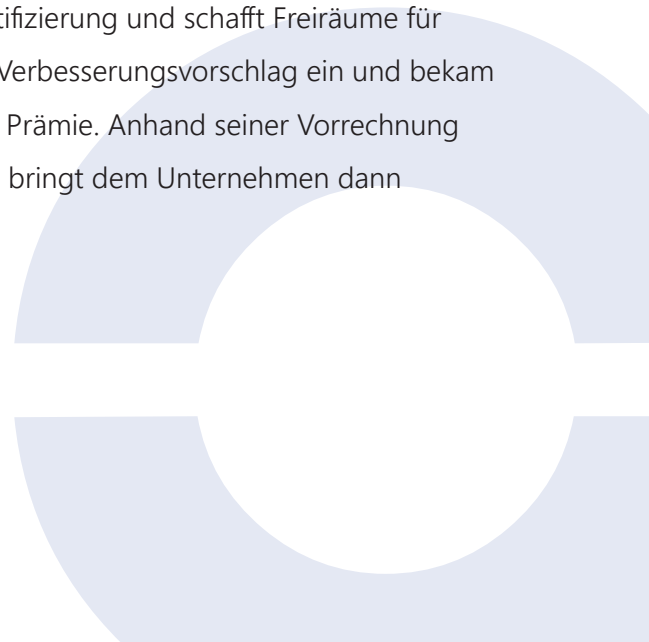 tifizierung und schafft Freiräume für
Verbesserungsvorschlag ein und bekam
Prämie. Anhand seiner Vorrechnung
bringt dem Unternehmen dann